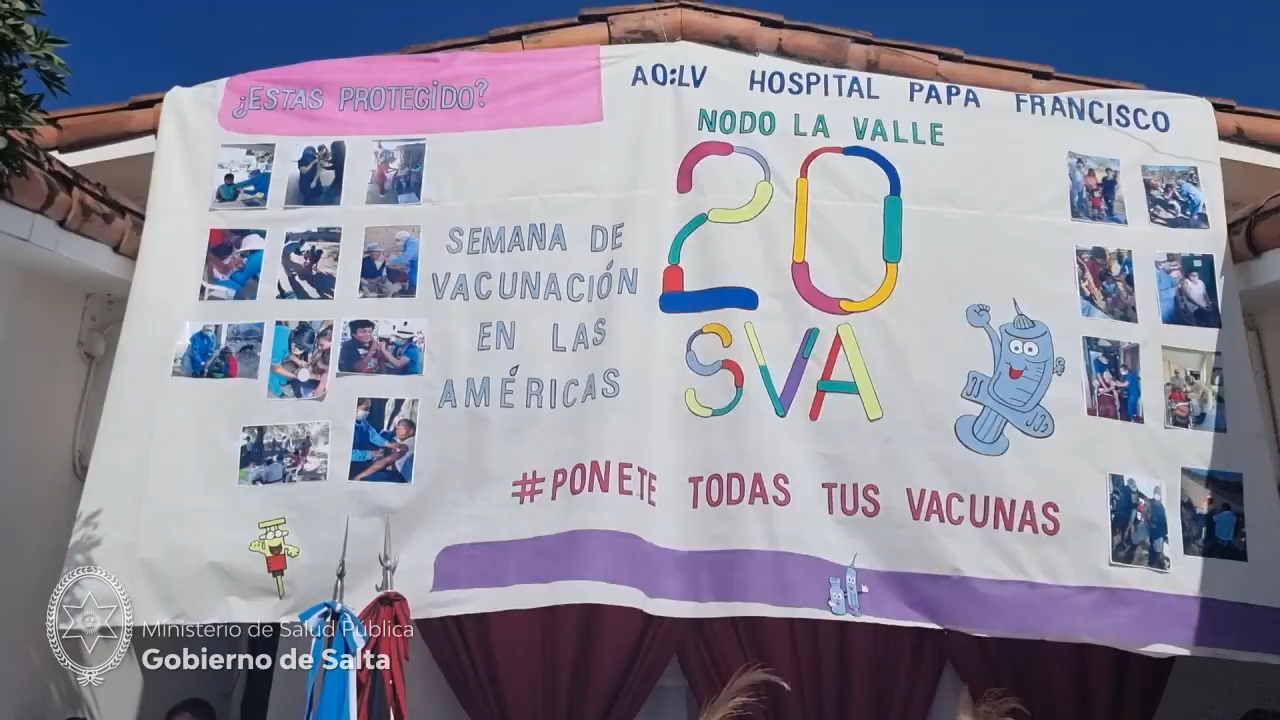 ¿ESTAS PROTEGIDO?
AO:LV HOSPITAL PAPA FRANCISCO
NODO LA VALLE
20
SVA
SEMANA DE
VACUNACIÓN
EN LAS
AMÉRICAS
#PONETE TODAS TUS VACUNAS
Ministerio de Salud Pública
Gobierno de Salta